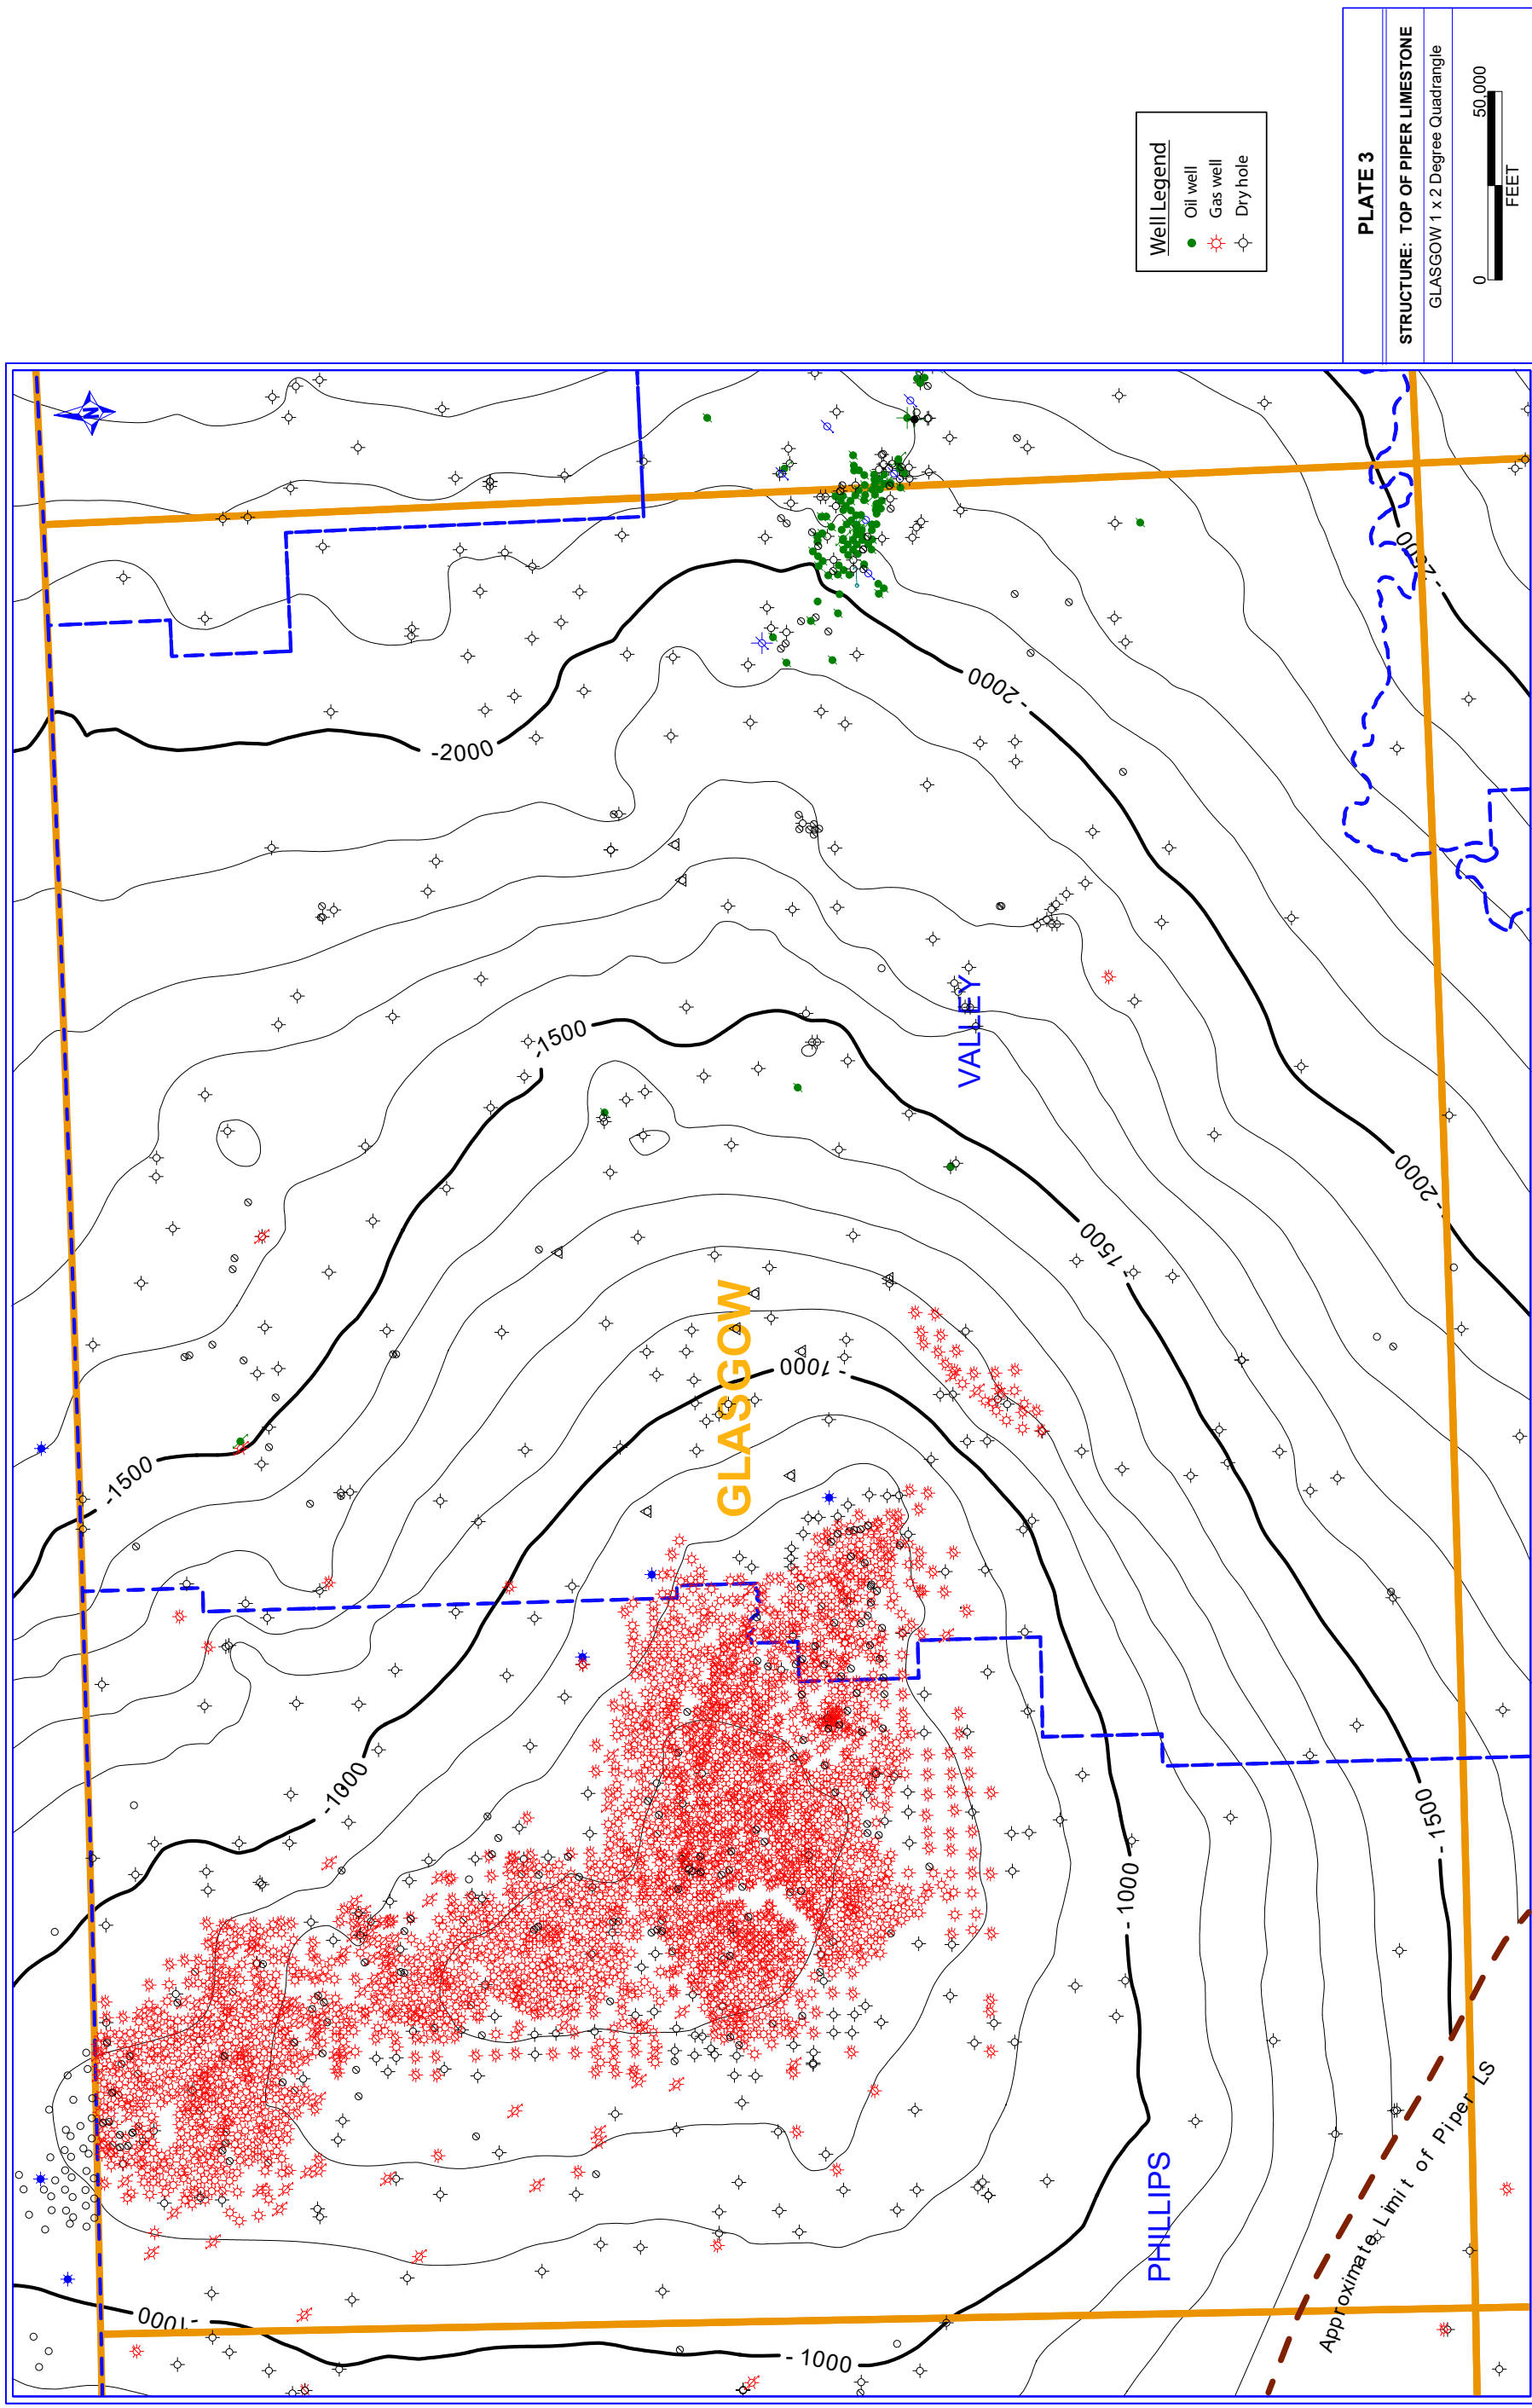 PLATE 3
STRUCTURE: TOP OF PIPER LIMESTONE
GLASGOW 1 x 2 Degree Quadrangle
0
50,000
FEET
Well Legend
Oil well
Gas well
Dry hole
N
-2000
-2000
-2500
-1500
VALLEY
-2000
-1500
GLASGOW
-1000
-1500
-1000
-1500
-1000
PHILLIPS
Approximate Limit of Piper LS
-1000
-1000